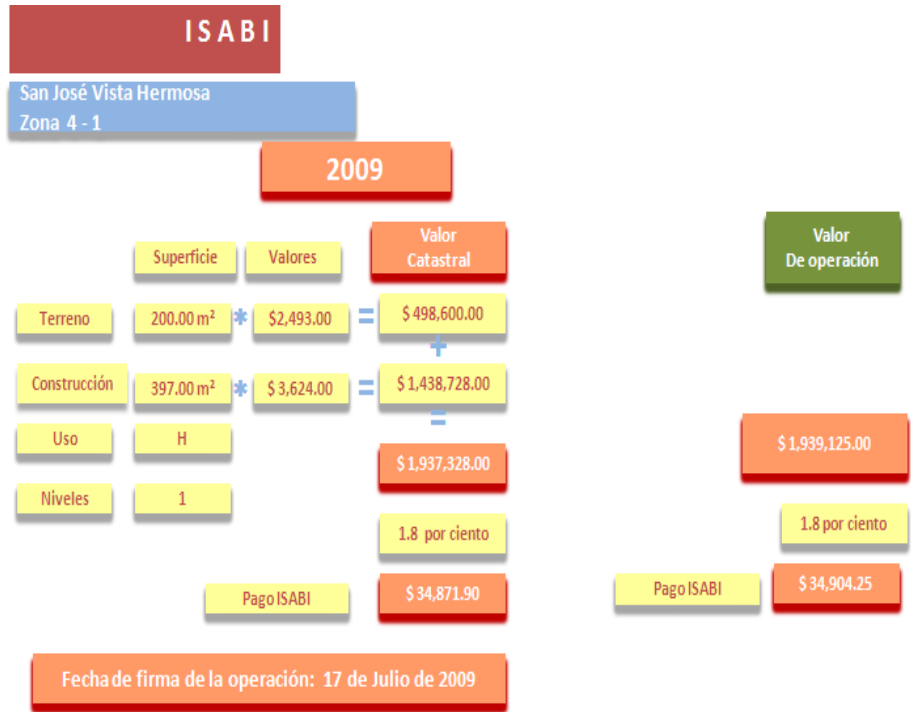 ISABI
San José Vista Hermosa
Zona 4 - 1
2009
Superficie Valores Valor Catastral Valor De operación
Terreno 200.00 m² * $2,493.00 = $ 498,600.00
+
Construcción 397.00 m² * $ 3,624.00 = $ 1,438,728.00
=
Uso H
$ 1,937,328.00 $ 1,939,125.00
Niveles 1
1.8 por ciento 1.8 por ciento
Pago ISABI $ 34,871.90 Pago ISABI $ 34,904.25
Fecha de firma de la operación: 17 de Julio de 2009